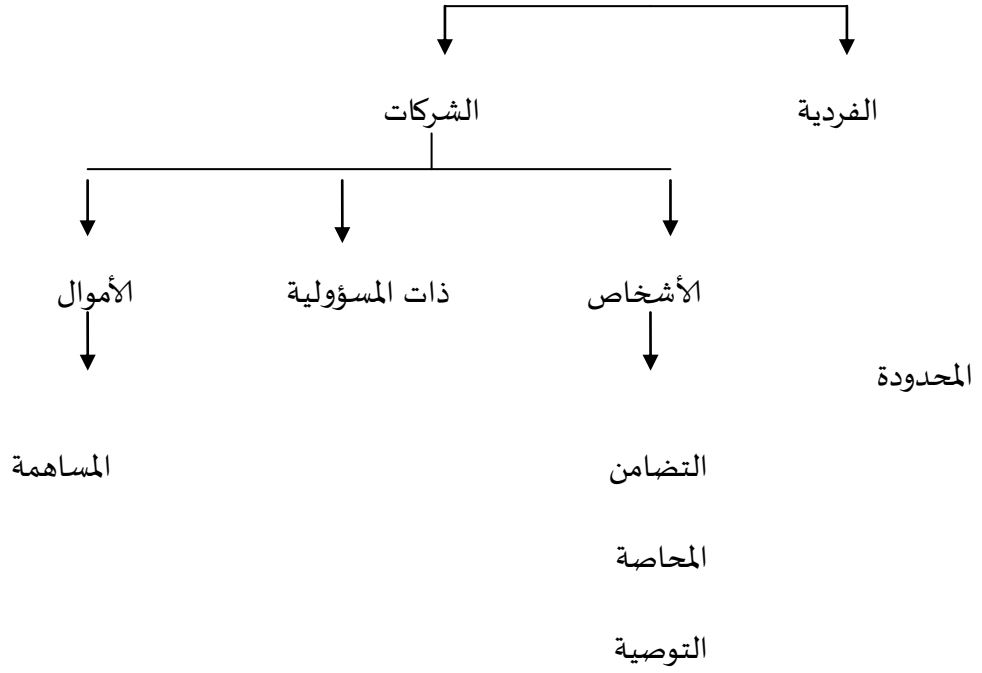 الفردية الشركات
الأشخاص ذات المسؤولية الأموال
المحدودة
التضامن المساهمة
المحاصة
التوصية